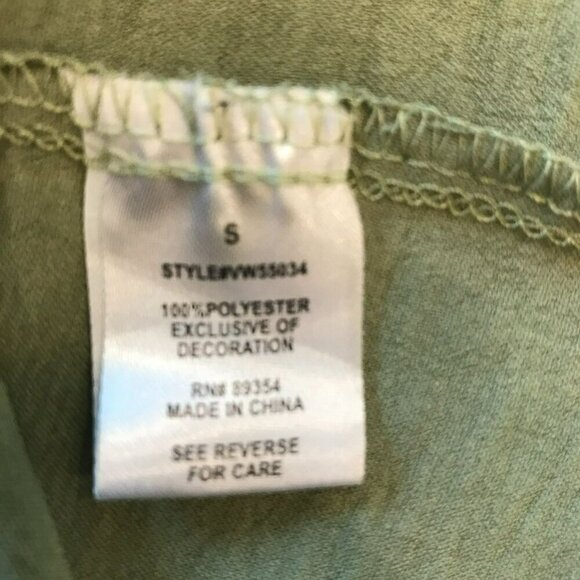 S
STYLE#VW55034
100%POLYESTER
EXCLUSIVE OF
DECORATION
RN# 89354
MADE IN CHINA
SEE REVERSE
FOR CARE